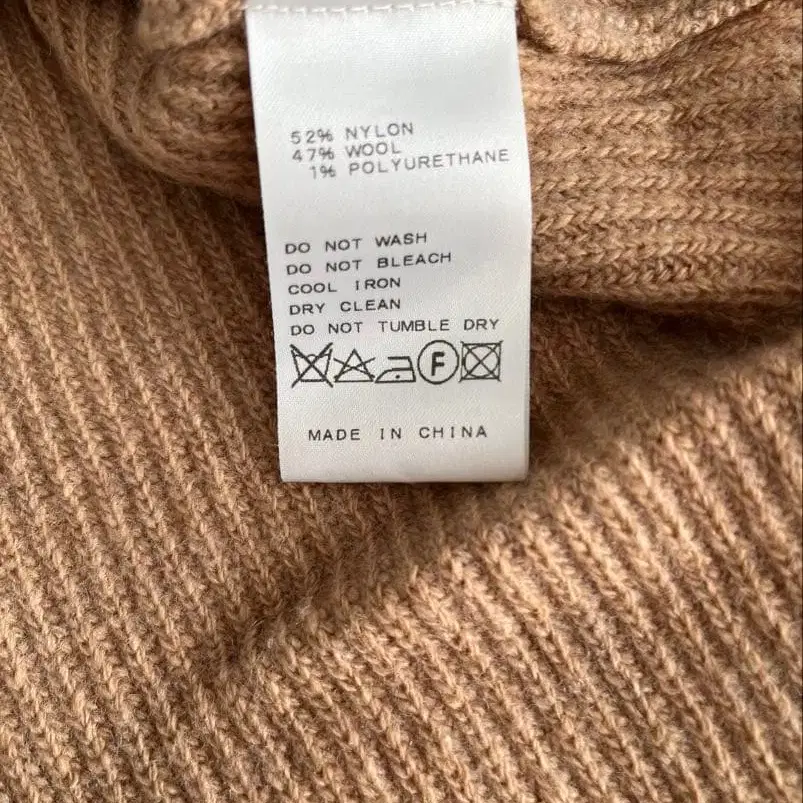 52% NYLON
47% WOOL
1% POLYURETHANE
DO NOT WASH
DO NOT BLEACH
COOL IRON
DRY CLEAN
DO NOT TUMBLE DRY
F
MADE IN CHINA